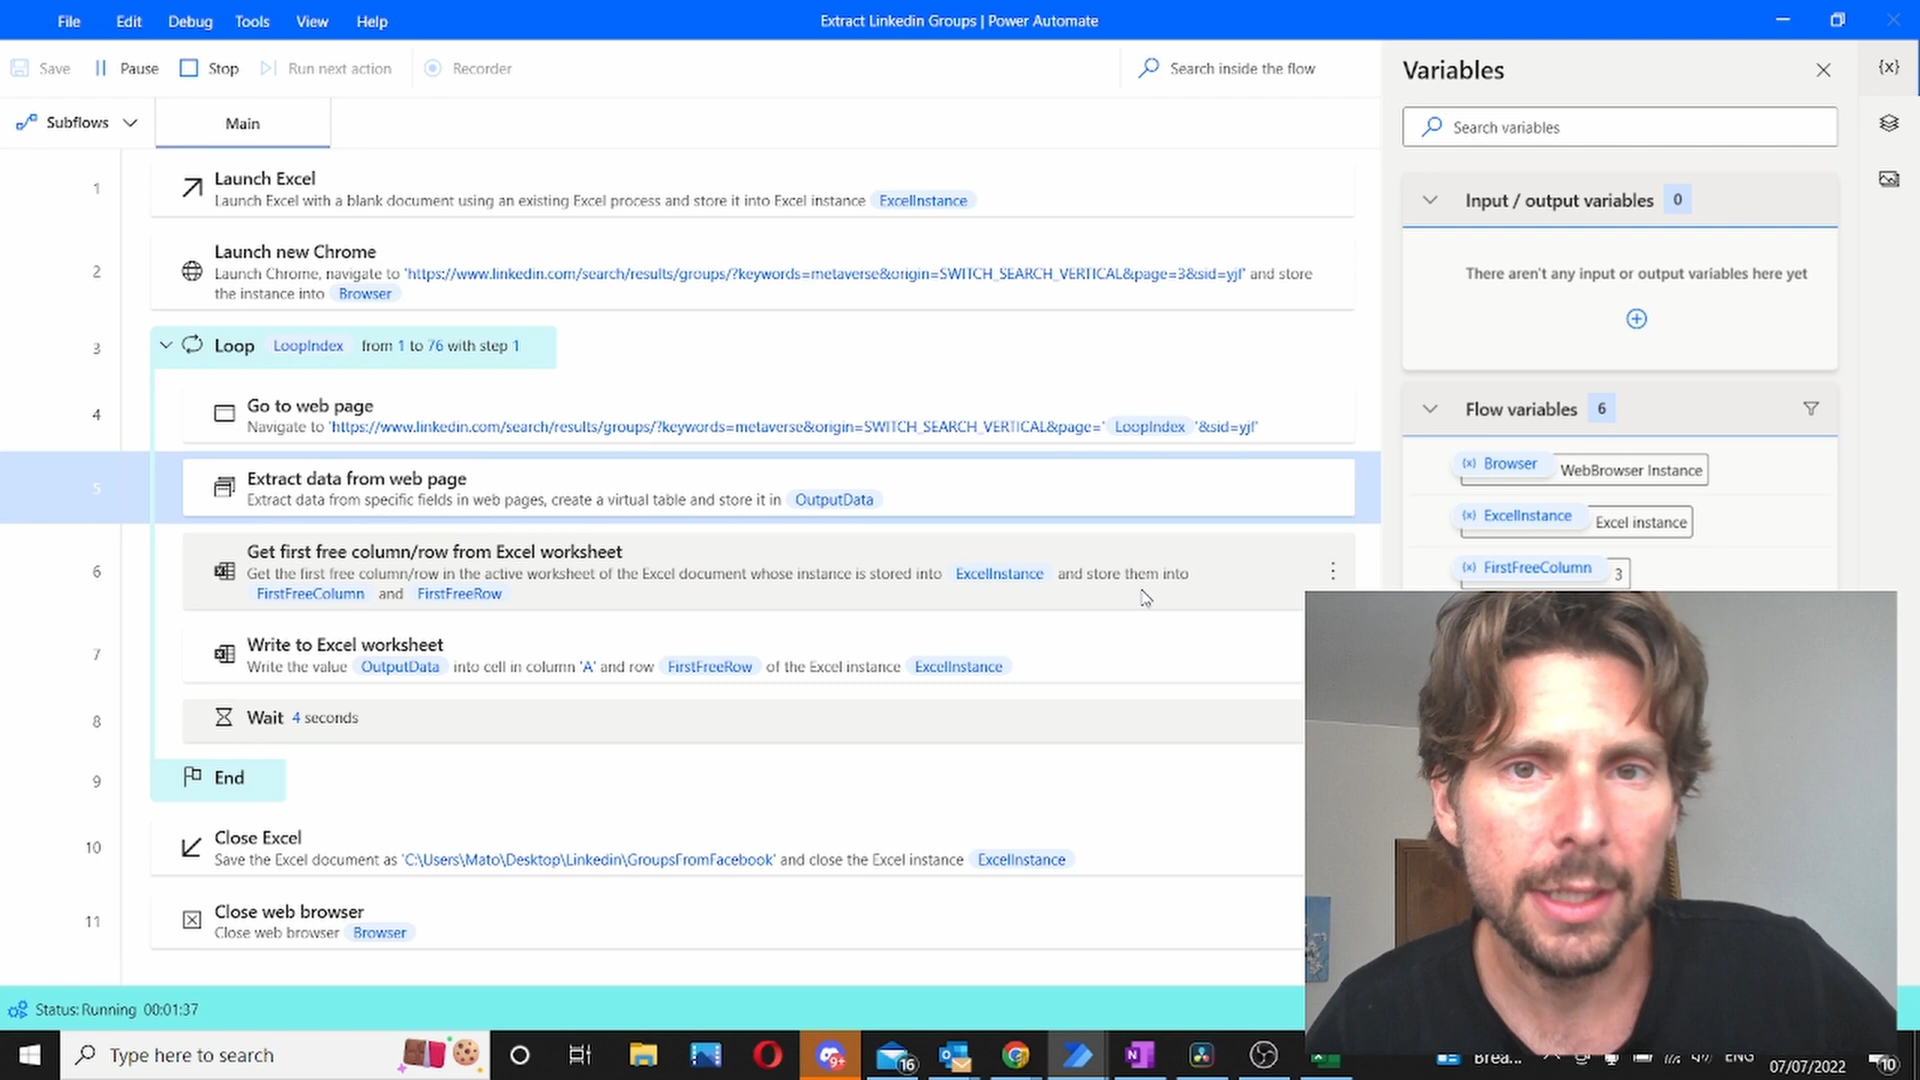 File Edit Debug Tools View Help
Extract Linkedin Groups | Power Automate
Save Pause Stop Run next action Recorder
Search inside the flow
Subflows Main
1 Launch Excel
Launch Excel with a blank document using an existing Excel process and store it into Excel instance ExcelInstance
2 Launch new Chrome
Launch Chrome, navigate to 'https://www.linkedin.com/search/results/groups/?keywords=metaverse&origin=SWITCH_SEARCH_VERTICAL&page=3&sid=yjf' and store
the instance into Browser
3 Loop LoopIndex from 1 to 76 with step 1
4 Go to web page
Navigate to 'https://www.linkedin.com/search/results/groups/?keywords=metaverse&origin=SWITCH_SEARCH_VERTICAL&page=' LoopIndex '&sid=yjf'
5 Extract data from web page
Extract data from specific fields in web pages, create a virtual table and store it in OutputData
6 Get first free column/row from Excel worksheet
Get the first free column/row in the active worksheet of the Excel document whose instance is stored into ExcelInstance and store them into
FirstFreeColumn and FirstFreeRow
7 Write to Excel worksheet
Write the value OutputData into cell in column 'A' and row FirstFreeRow of the Excel instance ExcelInstance
8 Wait 4 seconds
9 End
10 Close Excel
Save the Excel document as 'C:\Users\Mato\Desktop\Linkedin\GroupsFromFacebook' and close the Excel instance ExcelInstance
11 Close web browser
Close web browser Browser
Variables
{x}
Search variables
Input / output variables 0
There aren't any input or output variables here yet
Flow variables 6
(x) Browser WebBrowser Instance
(x) ExcelInstance Excel instance
(x) FirstFreeColumn 3
Status: Running 00:01:37
Type here to search
9+
16
Brea...
ENG
07/07/2022
10